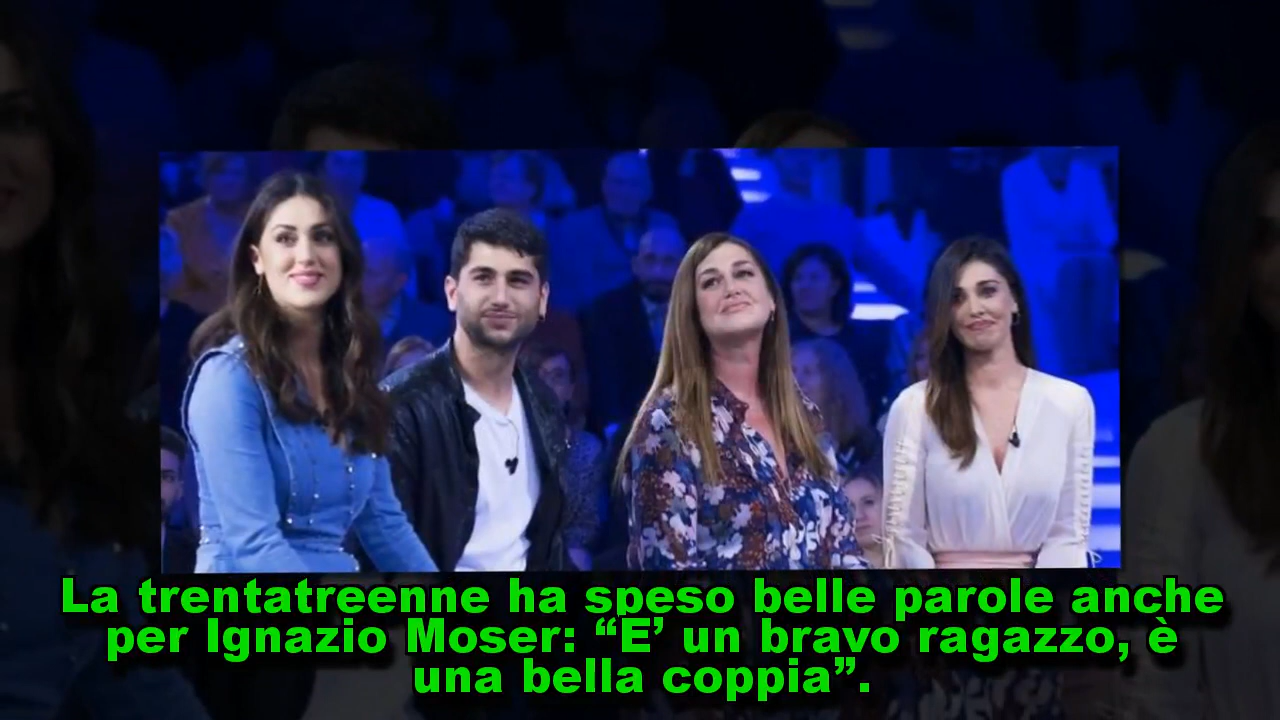 La trentatreenne ha speso belle parole anche
per Ignazio Moser: “E’ un bravo ragazzo, è
una bella coppia”.